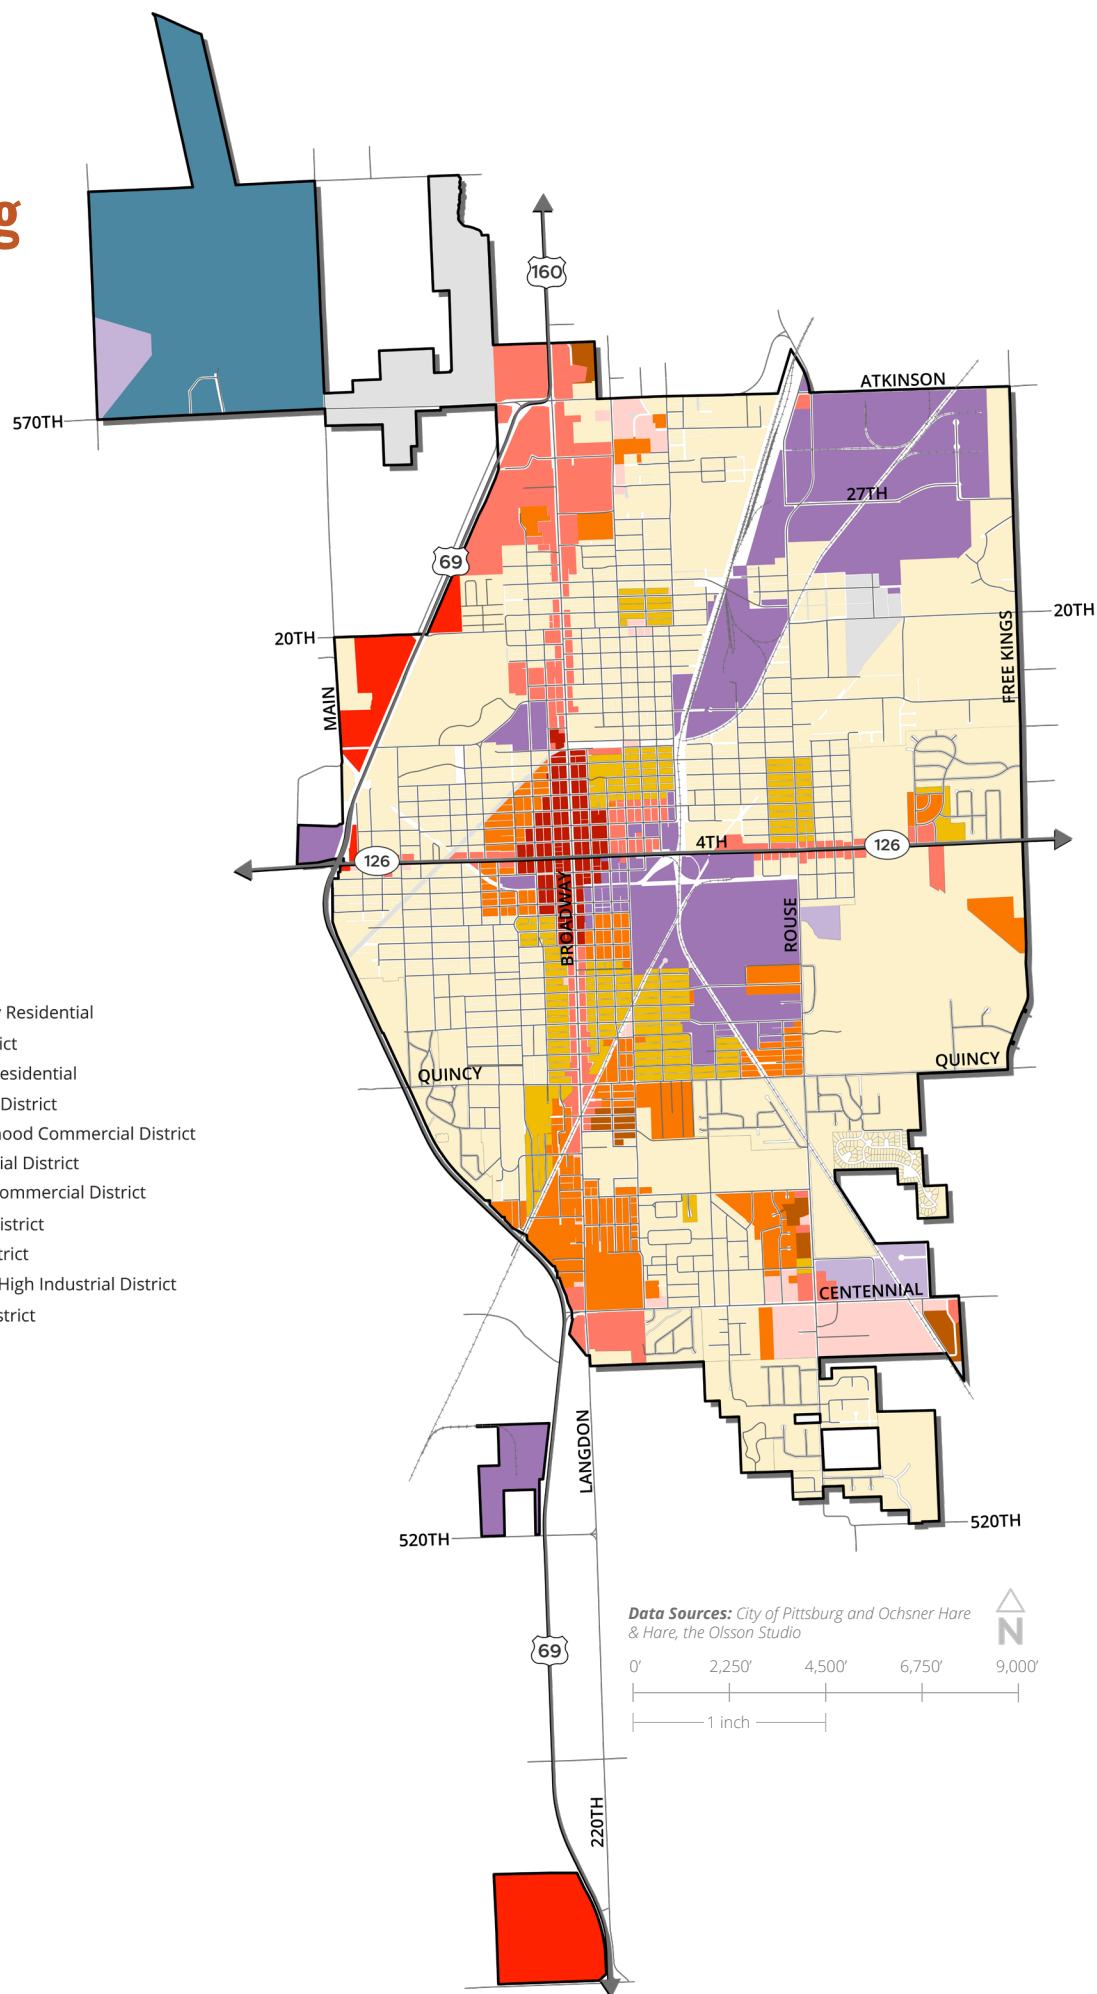 g
160
ATKINSON
570TH
27TH
69
20TH
20TH
FREE KINGS
MAIN
4TH
126
126
BROADWAY
ROUSE
Residential
ict
esidential
District
QUINCY
QUINCY
ood Commercial District
ial District
ommercial District
istrict
trict
High Industrial District
strict
CENTENNIAL
LANGDON
520TH
520TH
Data Sources: City of Pittsburg and Ochsner Hare
& Hare, the Olsson Studio
N
69
0’ 2,250’ 4,500’ 6,750’ 9,000’
1 inch
220TH